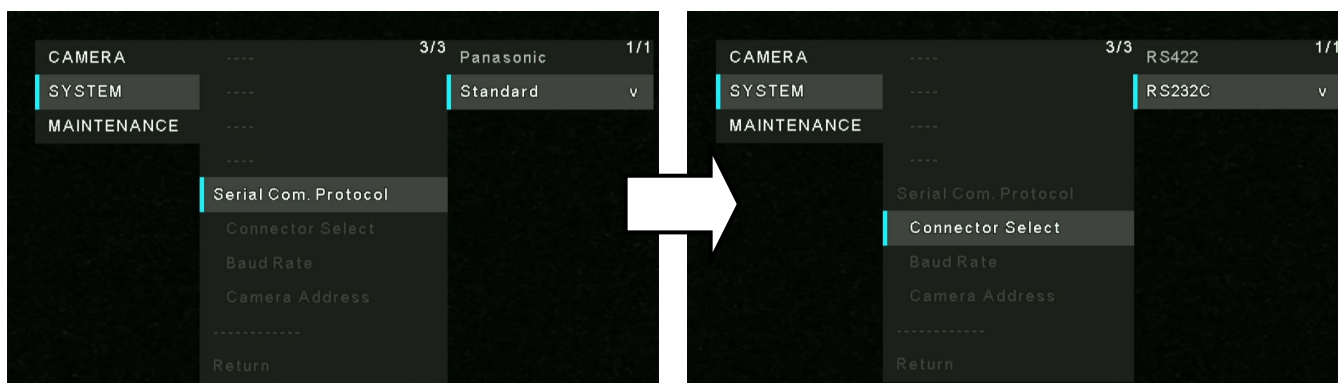 CAMERA
SYSTEM
MAINTENANCE
3/3
----
----
----
----
Serial Com. Protocol
Connector Select
Baud Rate
Camera Address
------------
Return
1/1
Panasonic
Standard v
CAMERA
SYSTEM
MAINTENANCE
3/3
----
----
----
----
Serial Com. Protocol
Connector Select
Baud Rate
Camera Address
------------
Return
1/1
RS422
RS232C v